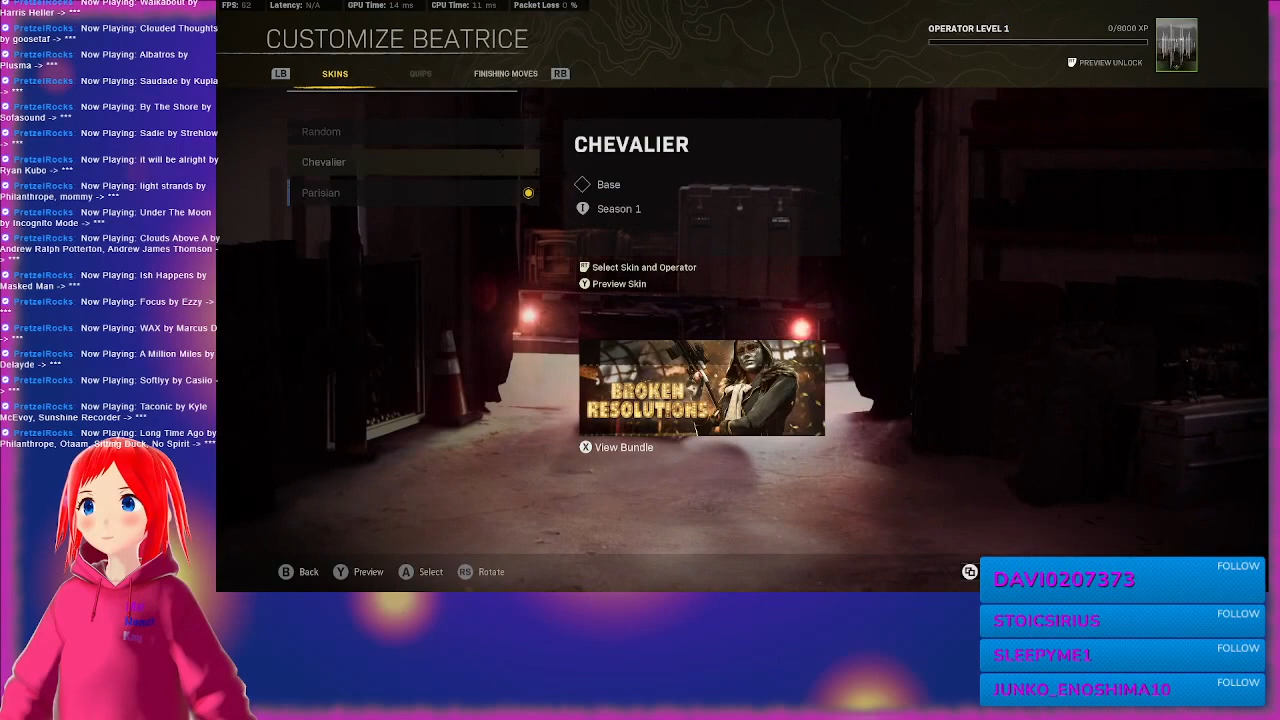 Harris Heller -> ***
PretzelRocks: Now Playing: Clouded Thoughts
by goosetaf -> ***
PretzelRocks: Now Playing: Albatros by
Plusma -> ***
PretzelRocks: Now Playing: Saudade by Kupla
-> ***
PretzelRocks: Now Playing: By The Shore by
Sofasound -> ***
PretzelRocks: Now Playing: Sadie by Strehlow
-> ***
PretzelRocks: Now Playing: it will be alright by
Ryan Kubo -> ***
PretzelRocks: Now Playing: light strands by
Philanthrope, mommy -> ***
PretzelRocks: Now Playing: Under The Moon
by Incognito Mode -> ***
PretzelRocks: Now Playing: Clouds Above A by
Andrew Ralph Potterton, Andrew James Thomson -
> ***
PretzelRocks: Now Playing: Ish Happens by
Masked Man -> ***
PretzelRocks: Now Playing: Focus by Ezzy ->
***
PretzelRocks: Now Playing: WAX by Marcus D
-> ***
PretzelRocks: Now Playing: A Million Miles by
Delayde -> ***
PretzelRocks: Now Playing: Softlyy by Casiio -
> ***
PretzelRocks: Now Playing: Taconic by Kyle
McEvoy, Sunshine Recorder -> ***
PretzelRocks: Now Playing: Long Time Ago by
Philanthrope, Otaam, Sitting Duck, No Spirit -> ***
FPS: 62 Latency: N/A GPU Time: 14 ms CPU Time: 11 ms Packet Loss 0 %
CUSTOMIZE BEATRICE
OPERATOR LEVEL 1 0/8000 XP
PREVIEW UNLOCK
LB SKINS QUIPS FINISHING MOVES RB
Random
Chevalier
Parisian
CHEVALIER
Base
Season 1
RT Select Skin and Operator
Y Preview Skin
BROKEN
RESOLUTIONS
X View Bundle
B Back Y Preview A Select RS Rotate
FOLLOW
DAVI0207373
FOLLOW
STOICSIRIUS
FOLLOW
SLEEPYME1
FOLLOW
JUNKO_ENOSHIMA10